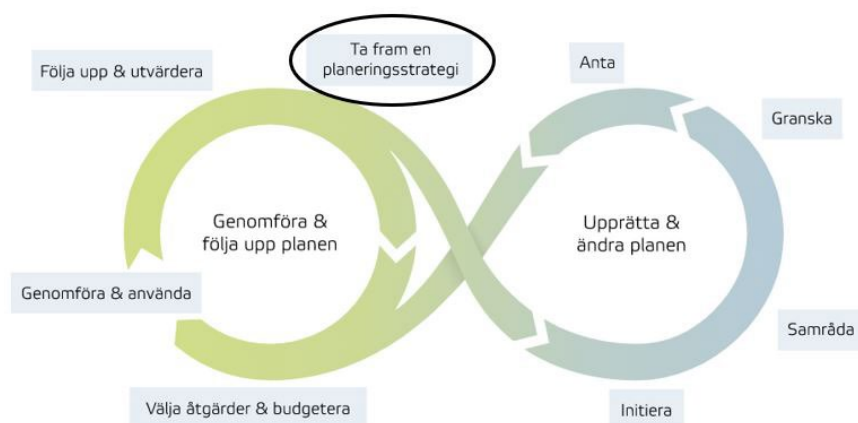 Ta fram en
planeringsstrategi
Följa upp & utvärdera
Anta
Granska
Genomföra &
följa upp planen
Upprätta &
ändra planen
Genomföra & använda
Samråda
Välja åtgärder & budgetera
Initiera